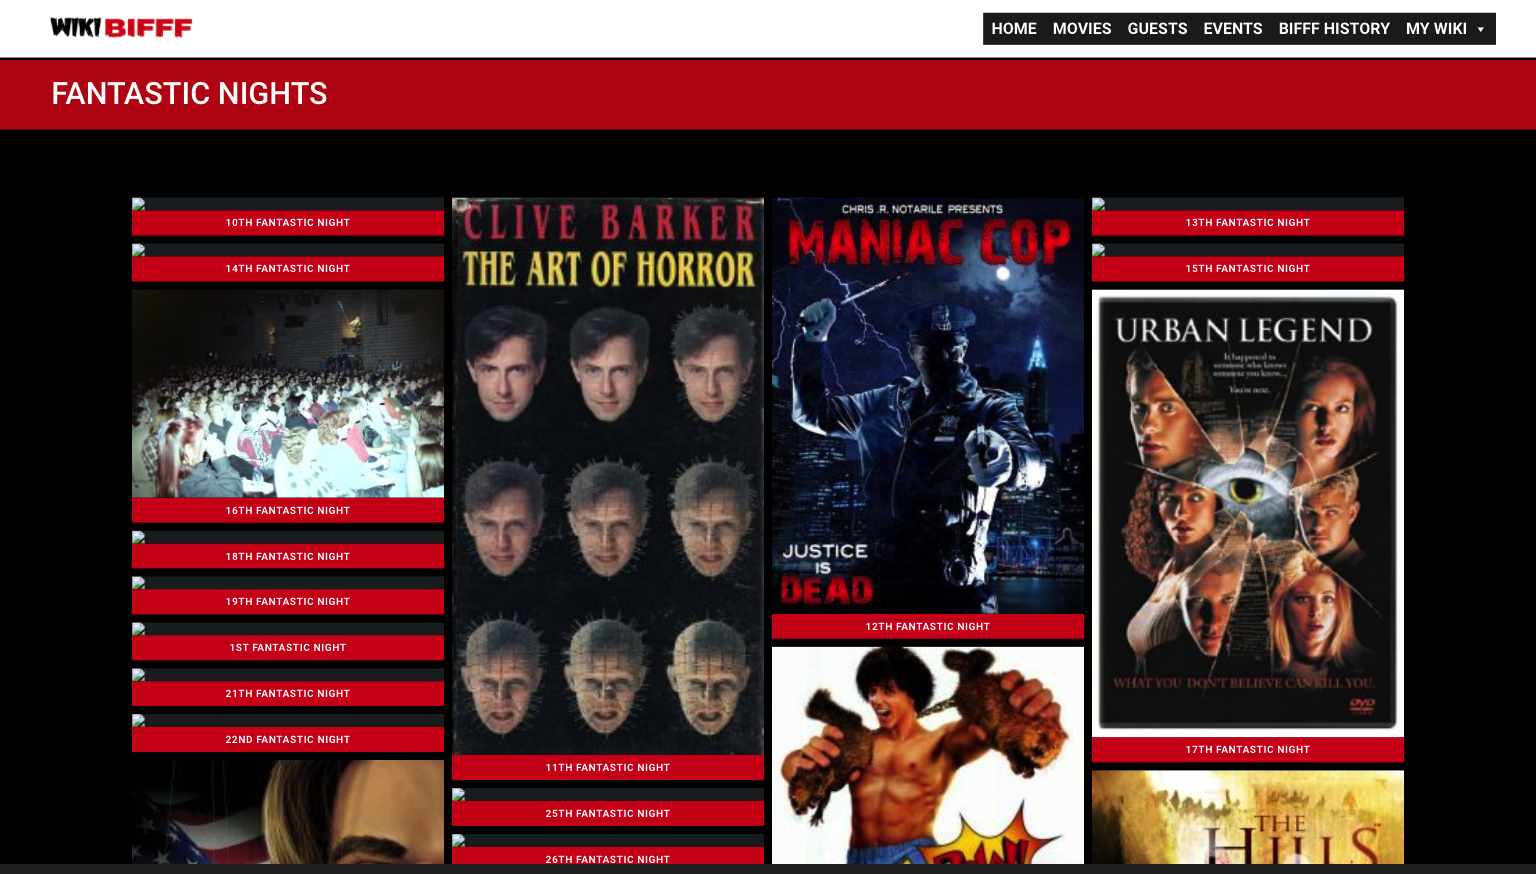 WIKI BIFFF
HOME MOVIES GUESTS EVENTS BIFFF HISTORY MY WIKI
FANTASTIC NIGHTS
10TH FANTASTIC NIGHT
14TH FANTASTIC NIGHT
16TH FANTASTIC NIGHT
18TH FANTASTIC NIGHT
19TH FANTASTIC NIGHT
1ST FANTASTIC NIGHT
21TH FANTASTIC NIGHT
22ND FANTASTIC NIGHT
CLIVE BARKER
THE ART OF HORROR
11TH FANTASTIC NIGHT
25TH FANTASTIC NIGHT
26TH FANTASTIC NIGHT
CHRIS .R. NOTARILE PRESENTS
MANIAC COP
JUSTICE
IS
DEAD
12TH FANTASTIC NIGHT
POW!
13TH FANTASTIC NIGHT
15TH FANTASTIC NIGHT
URBAN LEGEND
It happened to
someone who knows
someone you know...
You're next.
WHAT YOU DON'T BELIEVE CAN KILL YOU.
DVD
VIDEO
17TH FANTASTIC NIGHT
THE
HILLS